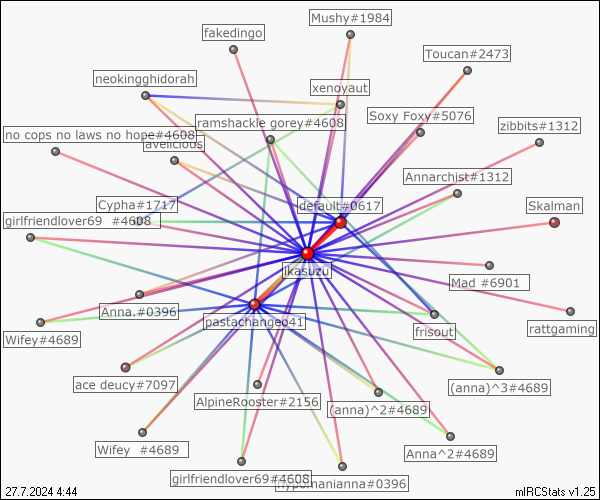 Mushy#1984
fakedingo
Toucan#2473
neokingghidorah
xenoyaut
Soxy Foxy#5076
ramshackle gorey#4608
zibbits#1312
no cops no laws no hope#4608
avelicious
Annarchist#1312
Cypha#1717
default#0617
Skalman
girlfriendlover69 #4608
ikasuzu
Mad #6901
Anna.#0396
pastachangeo41
frisout
rattgaming
Wifey#4689
ace deucy#7097
(anna)^3#4689
AlpineRooster#2156
(anna)^2#4689
Wifey #4689
Anna^2#4689
girlfriendlover69#4608
hypomanianna#0396
27.7.2024 4:44
mIRCStats v1.25